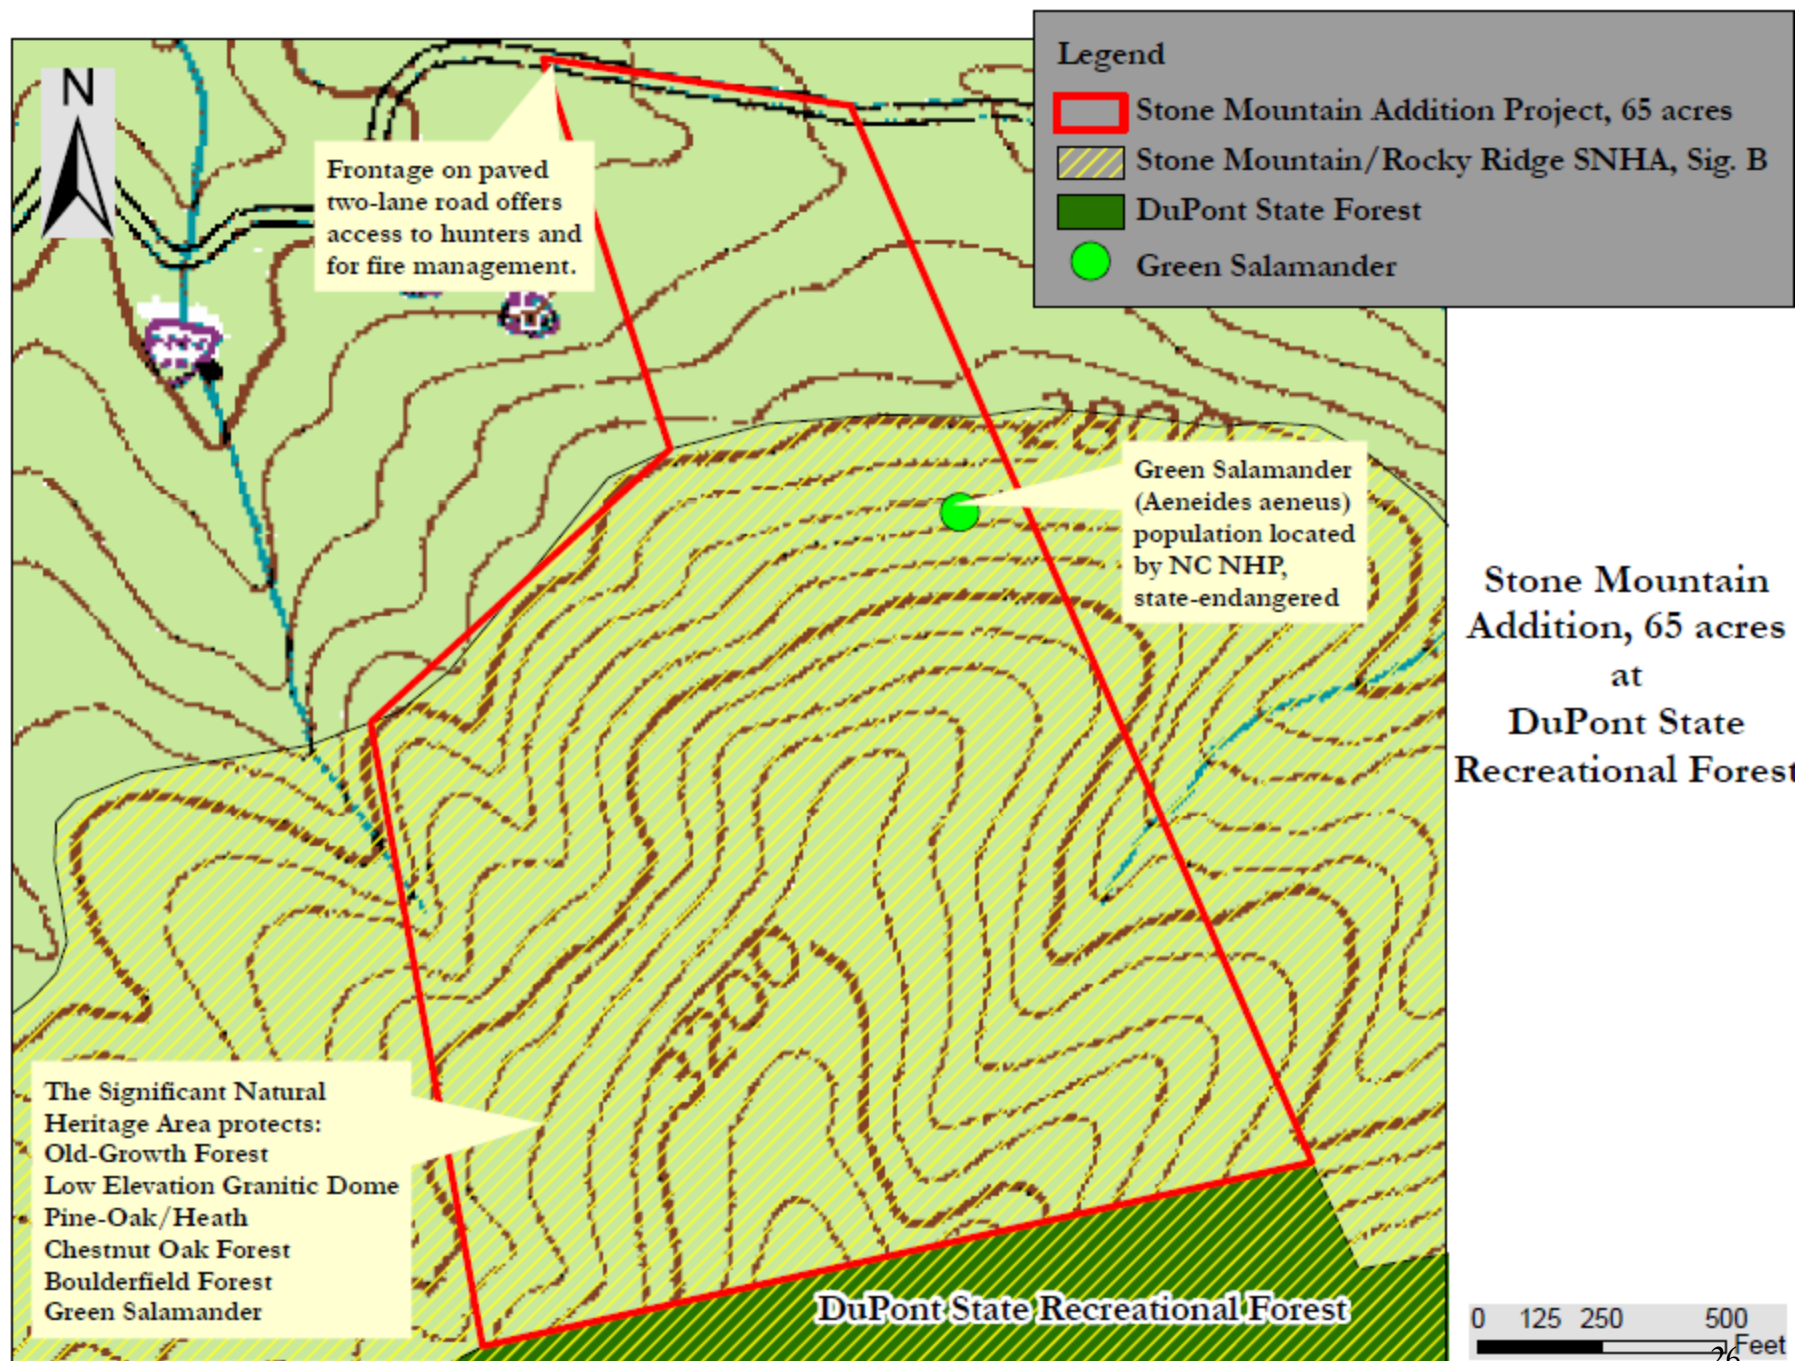 N
Legend
Stone Mountain Addition Project, 65 acres
Stone Mountain/Rocky Ridge SNHA, Sig. B
DuPont State Forest
Green Salamander
Frontage on paved
two-lane road offers
access to hunters and
for fire management.
2800
Green Salamander
(Aeneides aeneus)
population located
by NC NHP,
state-endangered
Stone Mountain
Addition, 65 acres
at
DuPont State
Recreational Forest
3200
The Significant Natural
Heritage Area protects:
Old-Growth Forest
Low Elevation Granitic Dome
Pine-Oak/Heath
Chestnut Oak Forest
Boulderfield Forest
Green Salamander
DuPont State Recreational Forest
0 125 250 500
Feet
26